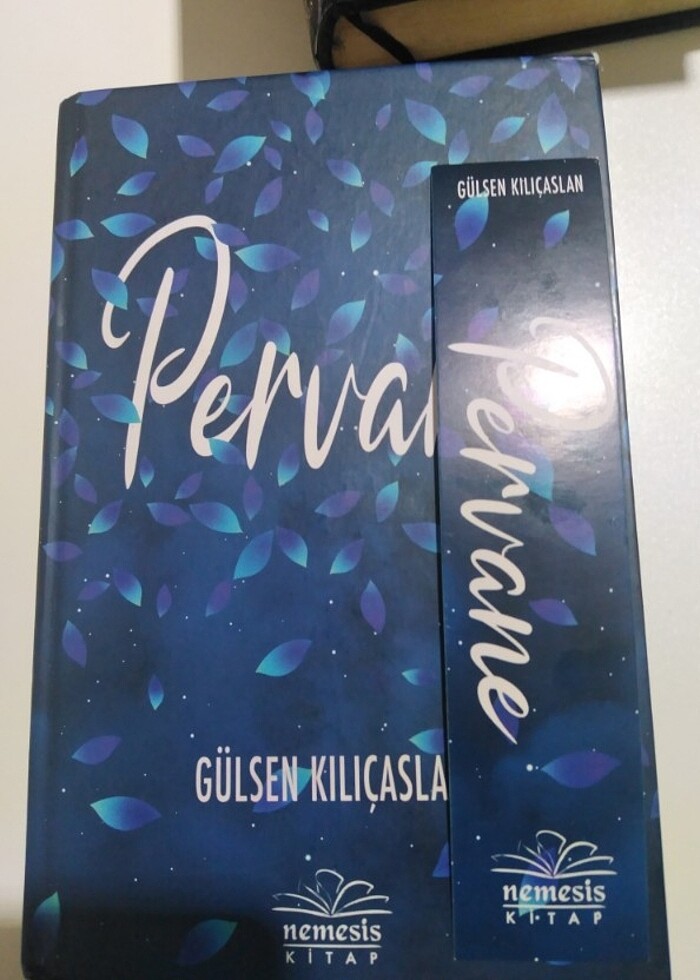 Perva
GÜLSEN KILIÇASLA
nemesis
KİTAP
GÜLSEN KILIÇASLAN
Pervane
nemesis
KİTAP